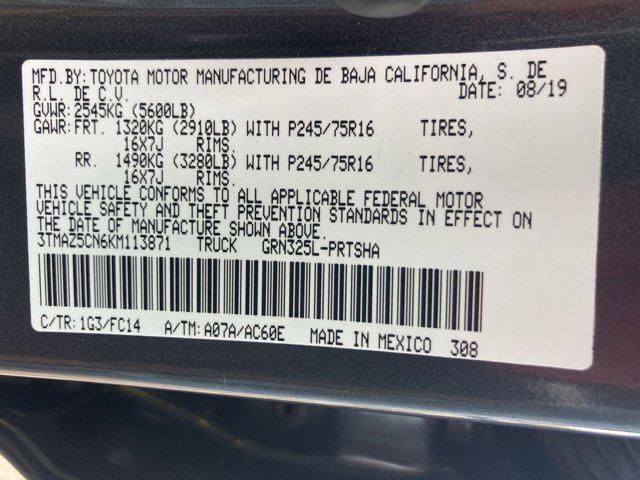 MFD.BY: TOYOTA MOTOR MANUFACTURING DE BAJA CALIFORNIA, S. DE
R.L. DE C.V. DATE: 08/19
GVWR: 2545KG (5600LB)
GAWR: FRT. 1320KG (2910LB) WITH P245/75R16 TIRES,
16X7J RIMS.
RR. 1490KG (3280LB) WITH P245/75R16 TIRES,
16X7J RIMS.
THIS VEHICLE CONFORMS TO ALL APPLICABLE FEDERAL MOTOR
VEHICLE SAFETY AND THEFT PREVENTION STANDARDS IN EFFECT ON
THE DATE OF MANUFACTURE SHOWN ABOVE.
3TMAZ5CN6KM113871 TRUCK GRN325L-PRTSHA
C/TR: 1G3/FC14 A/TM: A07A/AC60E MADE IN MEXICO 308